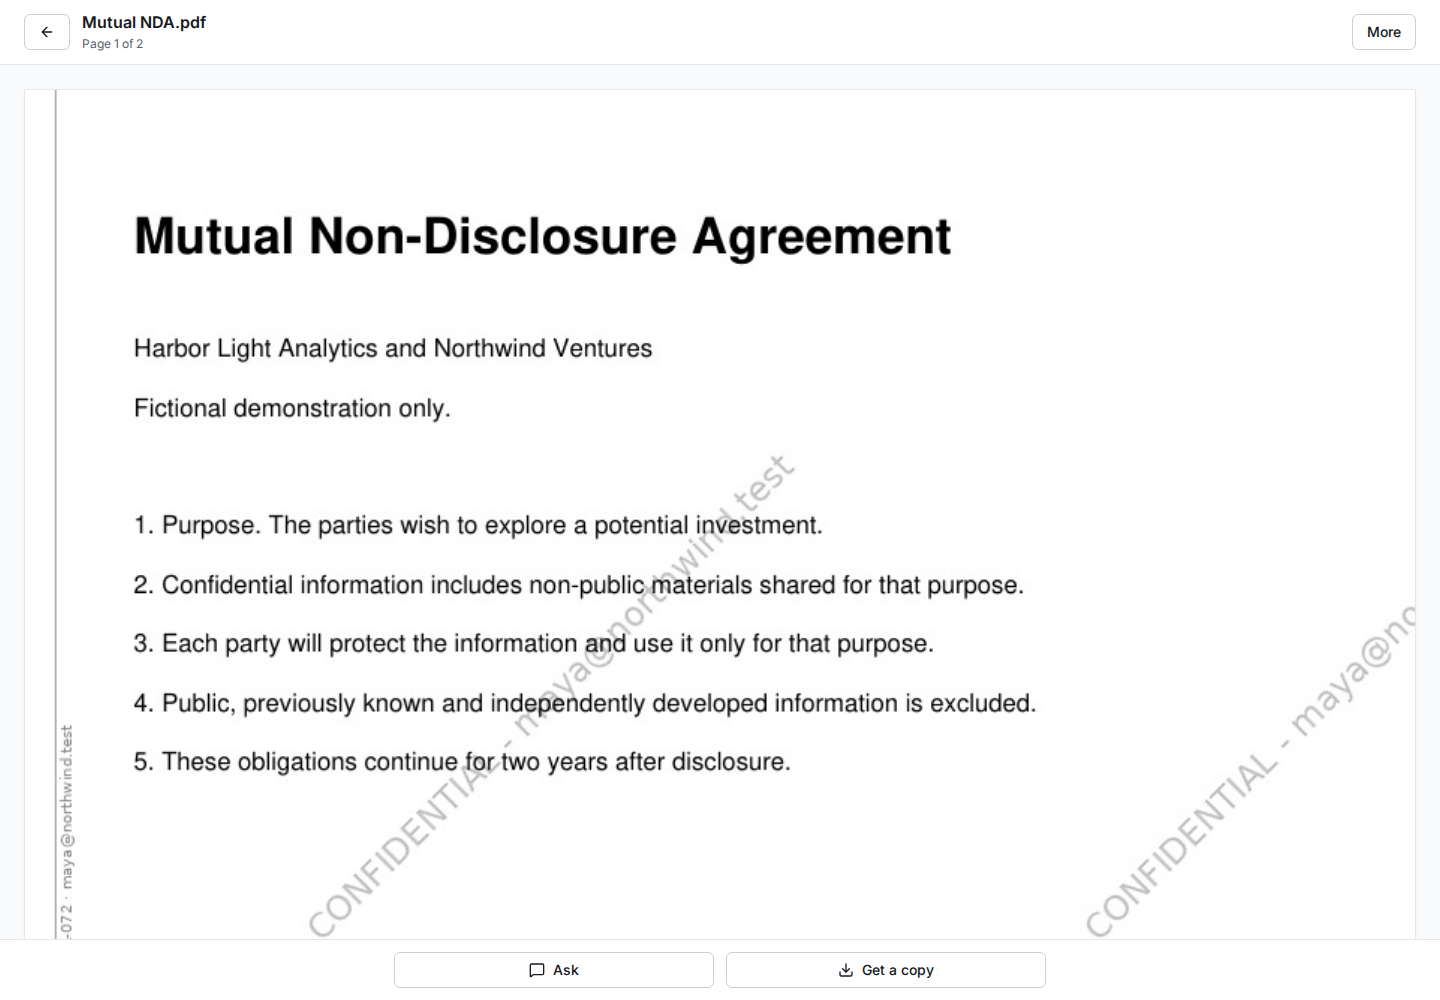 Mutual NDA.pdf
Page 1 of 2
More
Mutual Non-Disclosure Agreement
Harbor Light Analytics and Northwind Ventures
Fictional demonstration only.
1. Purpose. The parties wish to explore a potential investment.
2. Confidential information includes non-public materials shared for that purpose.
3. Each party will protect the information and use it only for that purpose.
4. Public, previously known and independently developed information is excluded.
5. These obligations continue for two years after disclosure.
CONFIDENTIAL - maya@northwind.test
CONFIDENTIAL - maya@no
-072 · maya@northwind.test
Ask
Get a copy